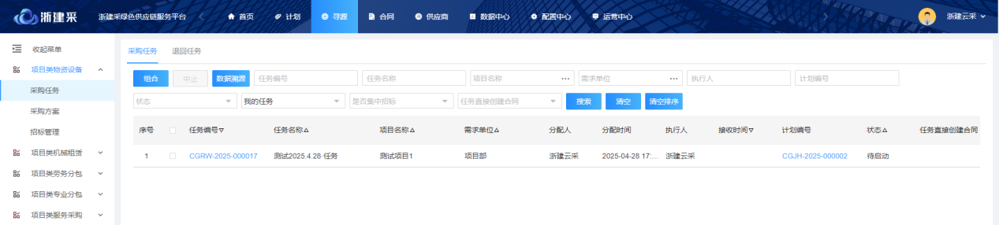 浙建采 浙建采绿色供应链服务平台 首页 计划 寻源 合同 供应商 数据中心 配置中心 运营中心 浙建云采
收起菜单
项目类物资设备
采购任务
采购方案
招标管理
项目类机械租赁
项目类劳务分包
项目类专业分包
项目类服务采购
采购任务 退回任务
组合 中止 数据溯源 任务编号 任务名称 项目名称 ··· 需求单位 ··· 执行人 计划编号
状态 我的任务 是否集中招标 任务直接创建合同 搜索 清空 清空排序
序号 任务编号 任务名称 项目名称 需求单位 分配人 分配时间 执行人 接收时间 计划编号 状态 任务直接创建合同
1 CGRW-2025-000017 测试2025.4.28-任务 测试项目1 项目部 浙建云采 2025-04-28 17:... 浙建云采 CGJH-2025-000002 待启动